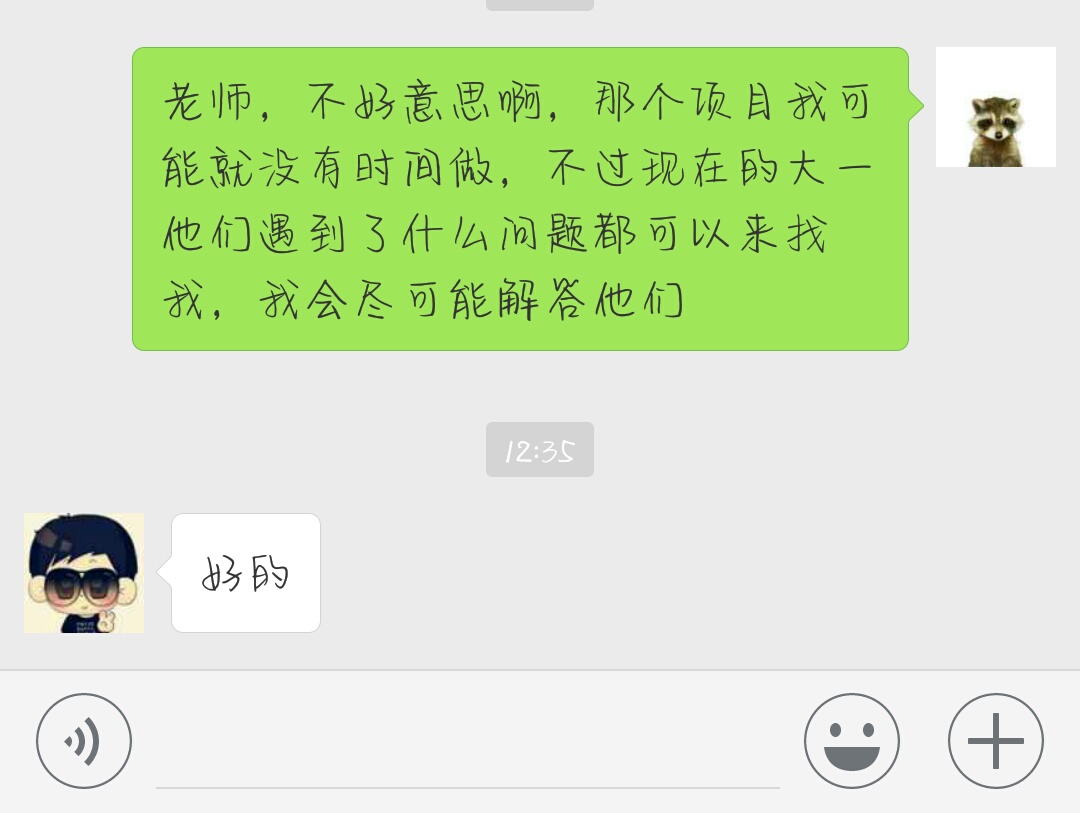 老师，不好意思啊，那个项目我可
能就没有时间做，不过现在的大一
他们遇到了什么问题都可以来找
我，我会尽可能解答他们
12:35
好的